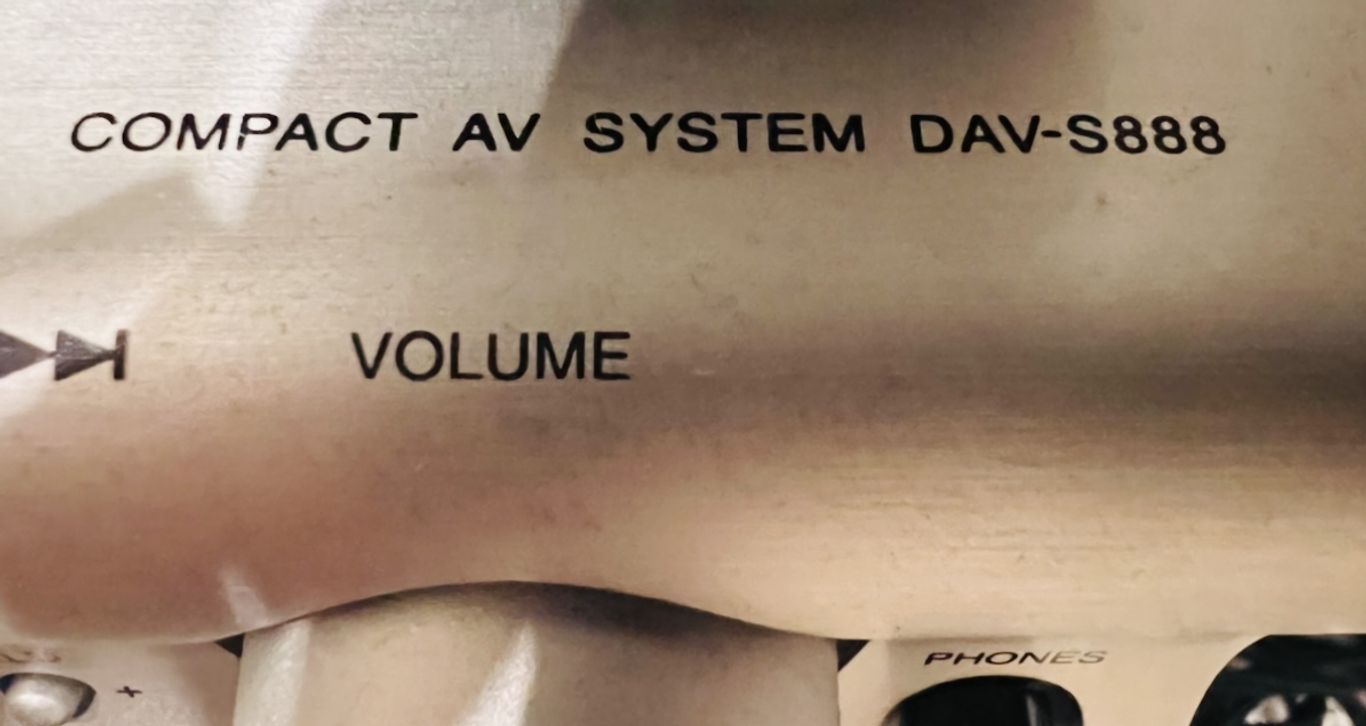 COMPACT AV SYSTEM DAV-S888
VOLUME
+
PHONES